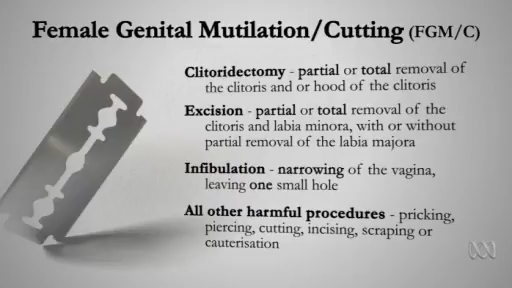 Female Genital Mutilation/Cutting (FGM/C)
Clitoridectomy - partial or total removal of
the clitoris and or hood of the clitoris
Excision - partial or total removal of the
clitoris and labia minora, with or without
partial removal of the labia majora
Infibulation - narrowing of the vagina,
leaving one small hole
All other harmful procedures - pricking,
piercing, cutting, incising, scraping or
cauterisation